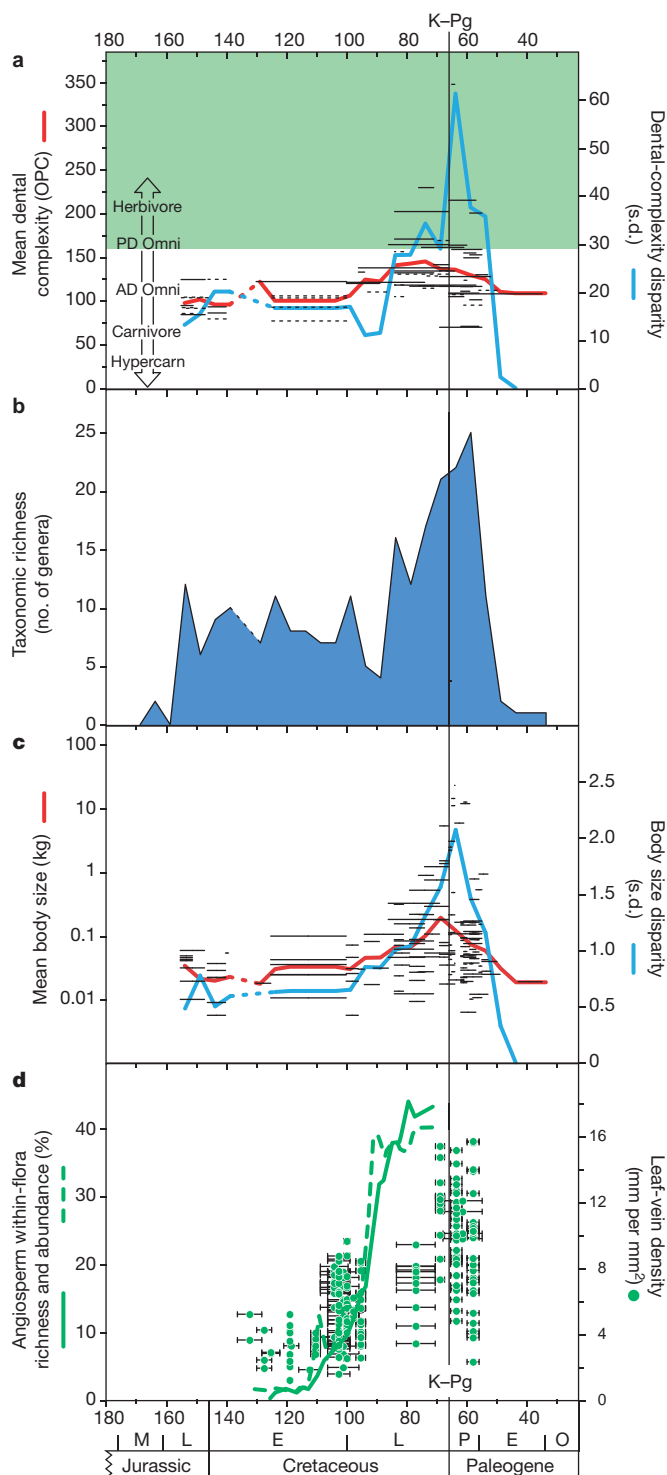 K–Pg
180 160 140 120 100 80 60 40
a
Mean dental
complexity (OPC)
350
300
250
200
150
100
50
0
Herbivore
PD Omni
AD Omni
Carnivore
Hypercarn
60
50
40
30
20
10
0
Dental-complexity disparity
(s.d.)
b
Taxonomic richness
(no. of genera)
25
20
15
10
5
0
c
Mean body size (kg)
100
10
1
0.1
0.01
2.5
2.0
1.5
1.0
0.5
0
Body size disparity
(s.d.)
d
Angiosperm within-flora
richness and abundance (%)
40
30
20
10
0
16
12
8
4
0
Leaf-vein density
(mm per mm2)
K–Pg
180 160 140 120 100 80 60 40
M L E L P E O
Jurassic Cretaceous Paleogene